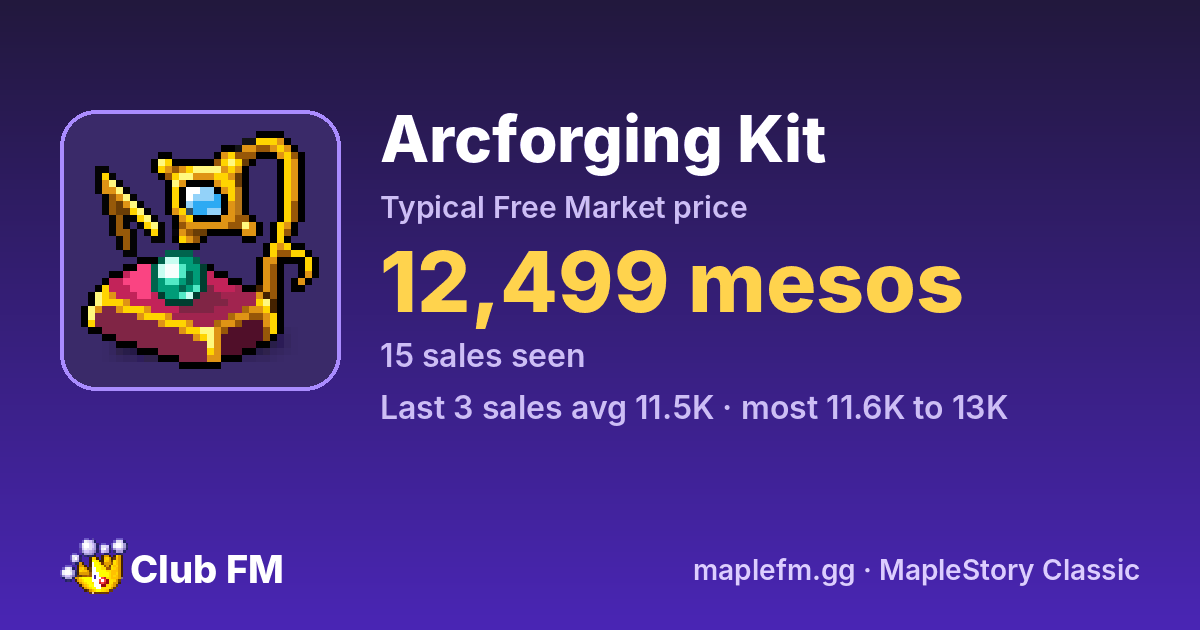 Arcforging Kit
Typical Free Market price
12,499 mesos
15 sales seen
Last 3 sales avg 11.5K · most 11.6K to 13K
Club FM
maplefm.gg · MapleStory Classic